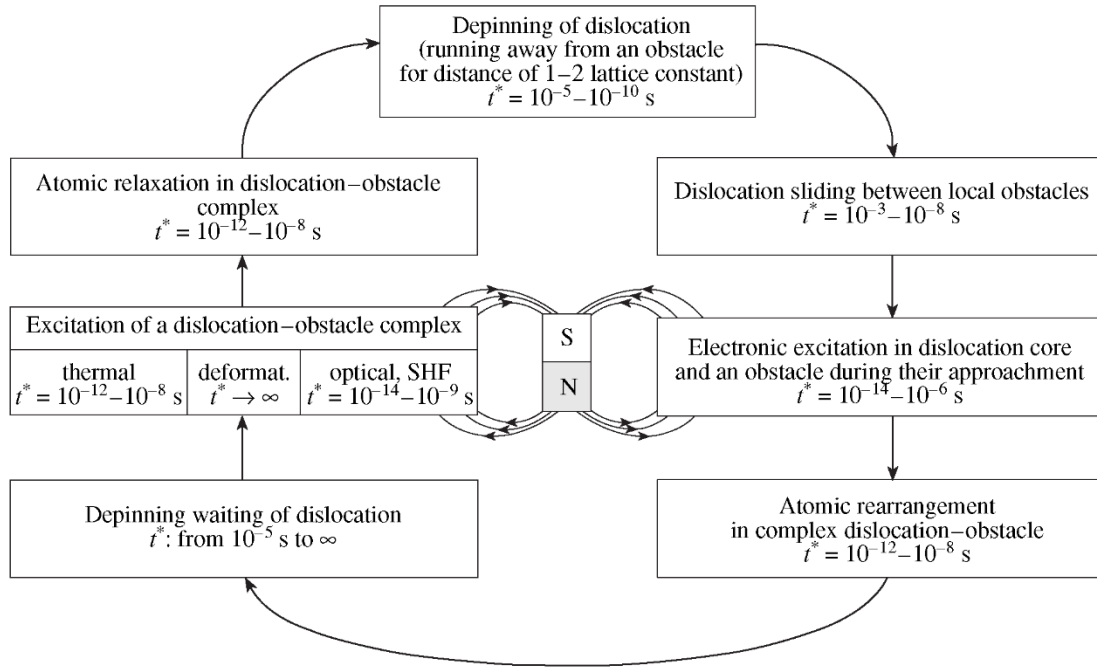 Depinning of dislocation
(running away from an obstacle
for distance of 1–2 lattice constant)
t* = 10⁻⁵–10⁻¹⁰ s
Atomic relaxation in dislocation–obstacle
complex
t* = 10⁻¹²–10⁻⁸ s
Dislocation sliding between local obstacles
t* = 10⁻³–10⁻⁸ s
Excitation of a dislocation–obstacle complex
thermal
t* = 10⁻¹²–10⁻⁸ s
deformat.
t* → ∞
optical, SHF
t* = 10⁻¹⁴–10⁻⁹ s
S
N
Electronic excitation in dislocation core
and an obstacle during their approachment
t* = 10⁻¹⁴–10⁻⁶ s
Depinning waiting of dislocation
t*: from 10⁻⁵ s to ∞
Atomic rearrangement
in complex dislocation–obstacle
t* = 10⁻¹²–10⁻⁸ s